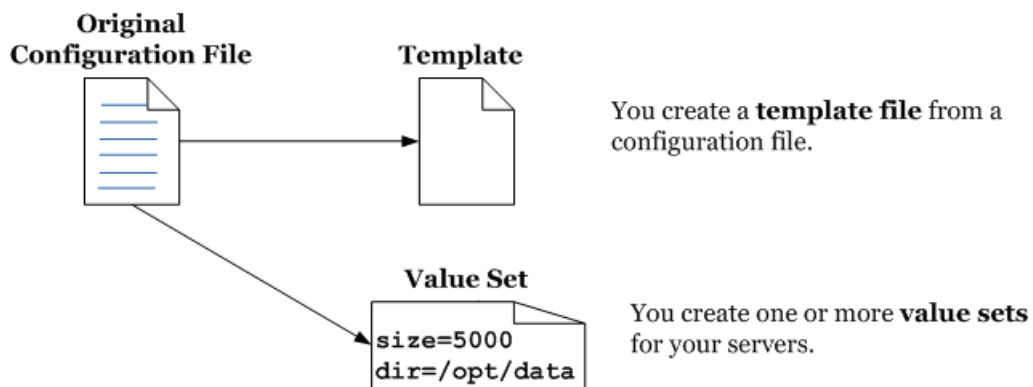 Original
Configuration File
Template
You create a template file from a
configuration file.
Value Set
You create one or more value sets
for your servers.
size=5000
dir=/opt/data